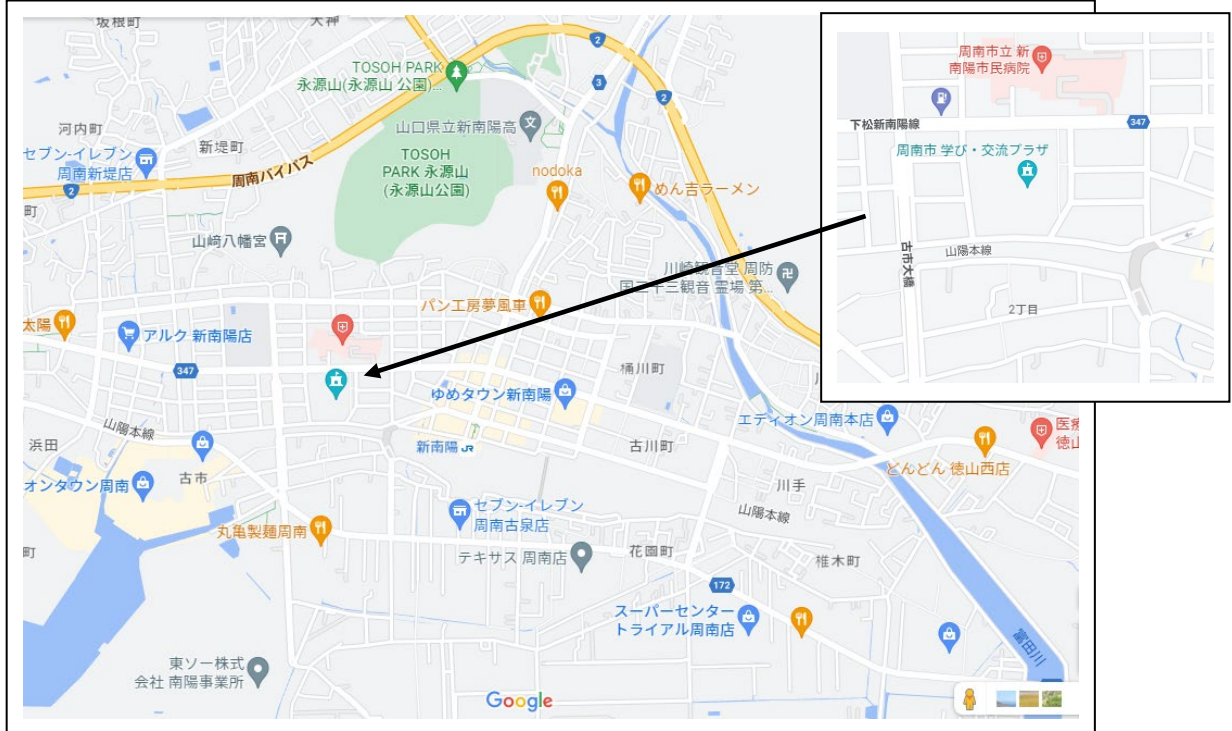 坂根町
大神
2
TOSOH PARK
永源山(永源山 公園)...
3
2
山口県立新南陽高
河内町
新堤町
セブン-イレブン
周南新堤店
2
周南バイパス
TOSOH
PARK 永源山
(永源山公園)
nodoka
めん吉ラーメン
町
山﨑八幡宮
川崎観音堂 周防
国三十三観音 霊場 第...
パン工房夢風車
太陽
アルク 新南陽店
347
桶川町
ゆめタウン新南陽
エディオン周南本店
山陽本線
浜田
新南陽 JR
古川町
医療
徳山
どんどん 徳山西店
オンタウン周南
古市
川手
セブン-イレブン
周南古泉店
山陽本線
丸亀製麺周南
町
テキサス 周南店
花園町
椎木町
172
スーパーセンター
トライアル周南店
富田川
東ソー株式
会社 南陽事業所
Google
周南市立 新
南陽市民病院
下松新南陽線
347
周南市 学び・交流プラザ
古市大橋
山陽本線
2丁目